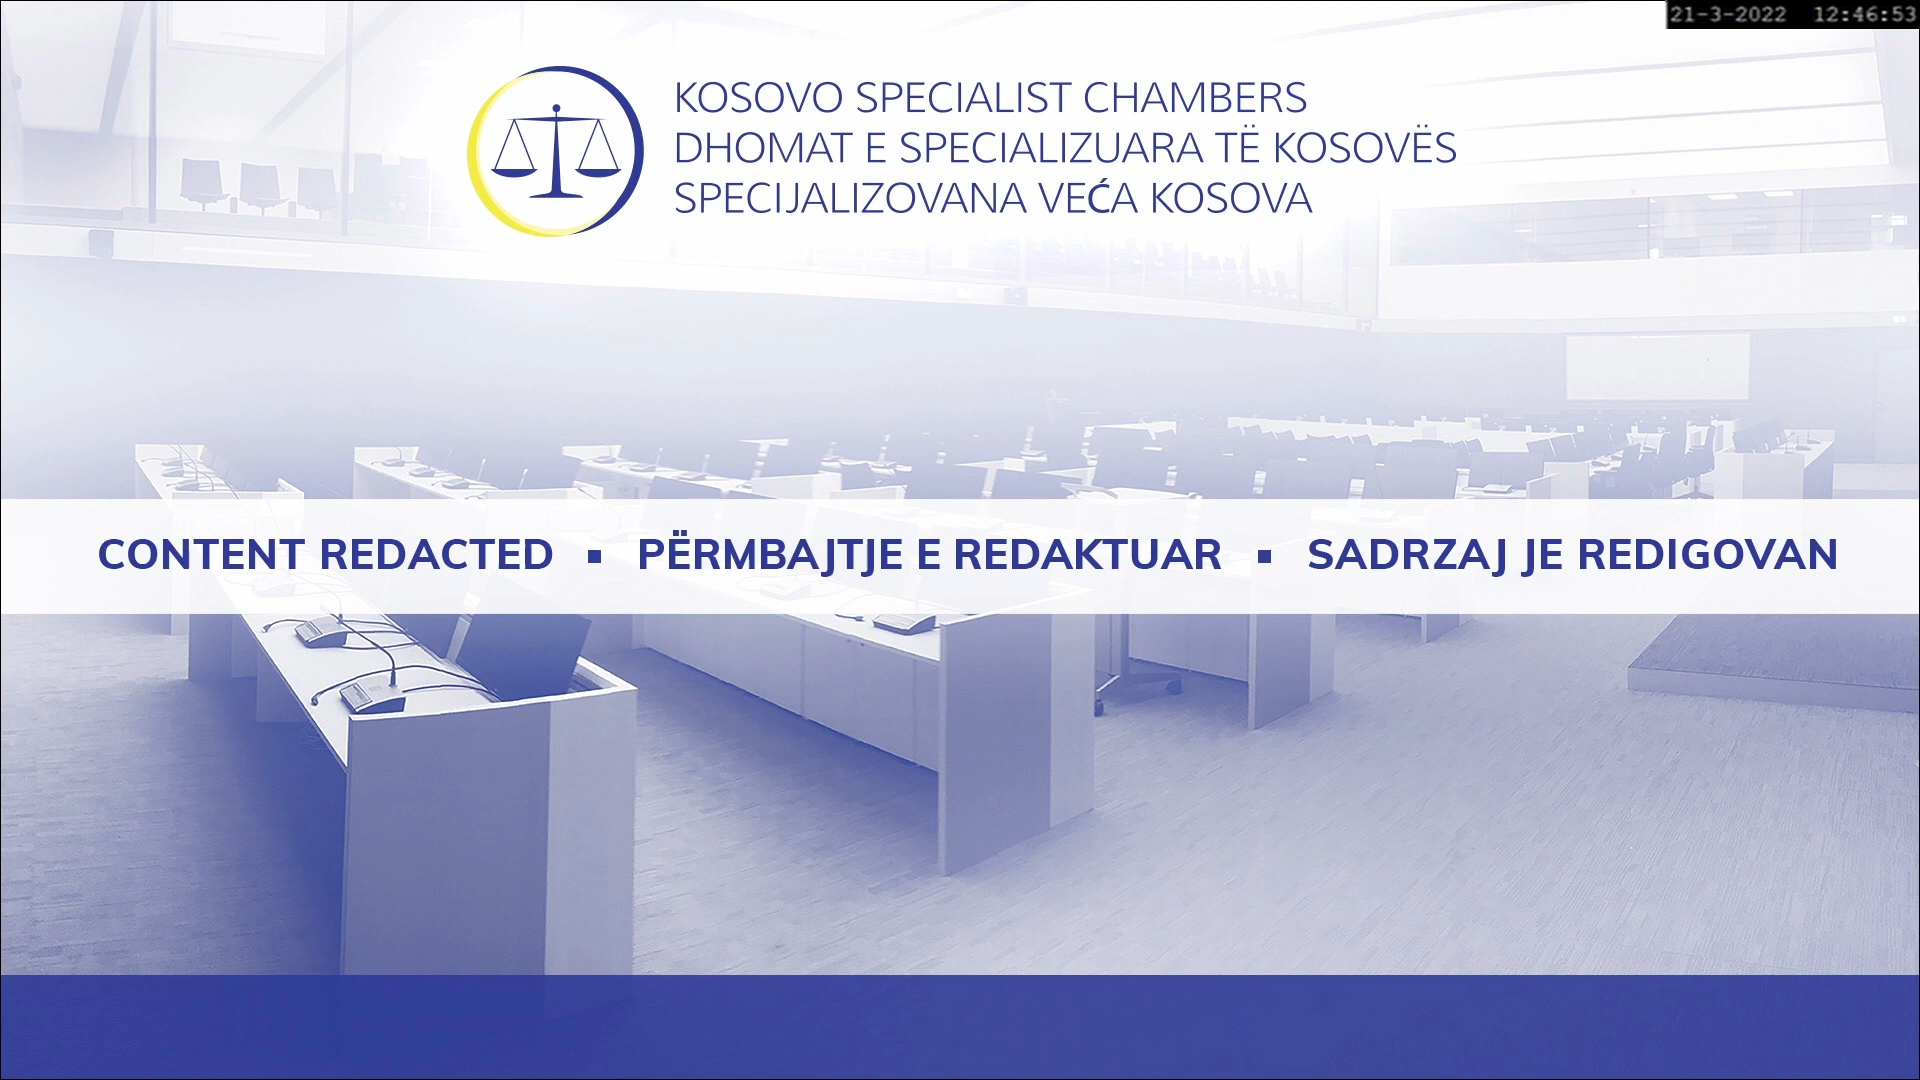 21-3-2022 12:46:53
KOSOVO SPECIALIST CHAMBERS
DHOMAT E SPECIALIZUARA TË KOSOVËS
SPECIJALIZOVANA VEĆA KOSOVA
CONTENT REDACTED ▪ PËRMBAJTJE E REDAKTUAR ▪ SADRZAJ JE REDIGOVAN